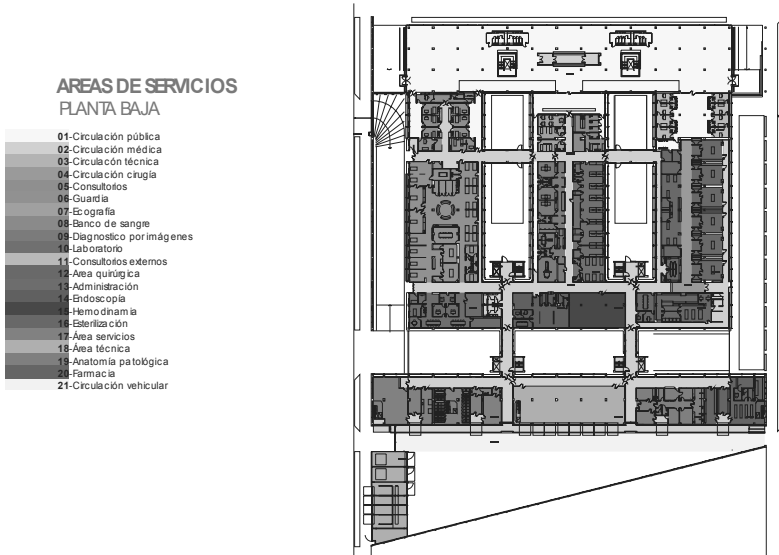 AREAS DE SERVICIOS
PLANTA BAJA
01-Circulación pública
02-Circulación médica
03-Circulacón técnica
04-Circulación cirugía
05-Consultorios
06-Guardia
07-Ecografía
08-Banco de sangre
09-Diagnostico por imágenes
10-Laboratorio
11-Consultorios externos
12-Area quirúrgica
13-Administración
14-Endoscopía
15-Hemodinamia
16-Esterilización
17-Área servicios
18-Área técnica
19-Anatomía patológica
20-Farmacia
21-Circulación vehicular